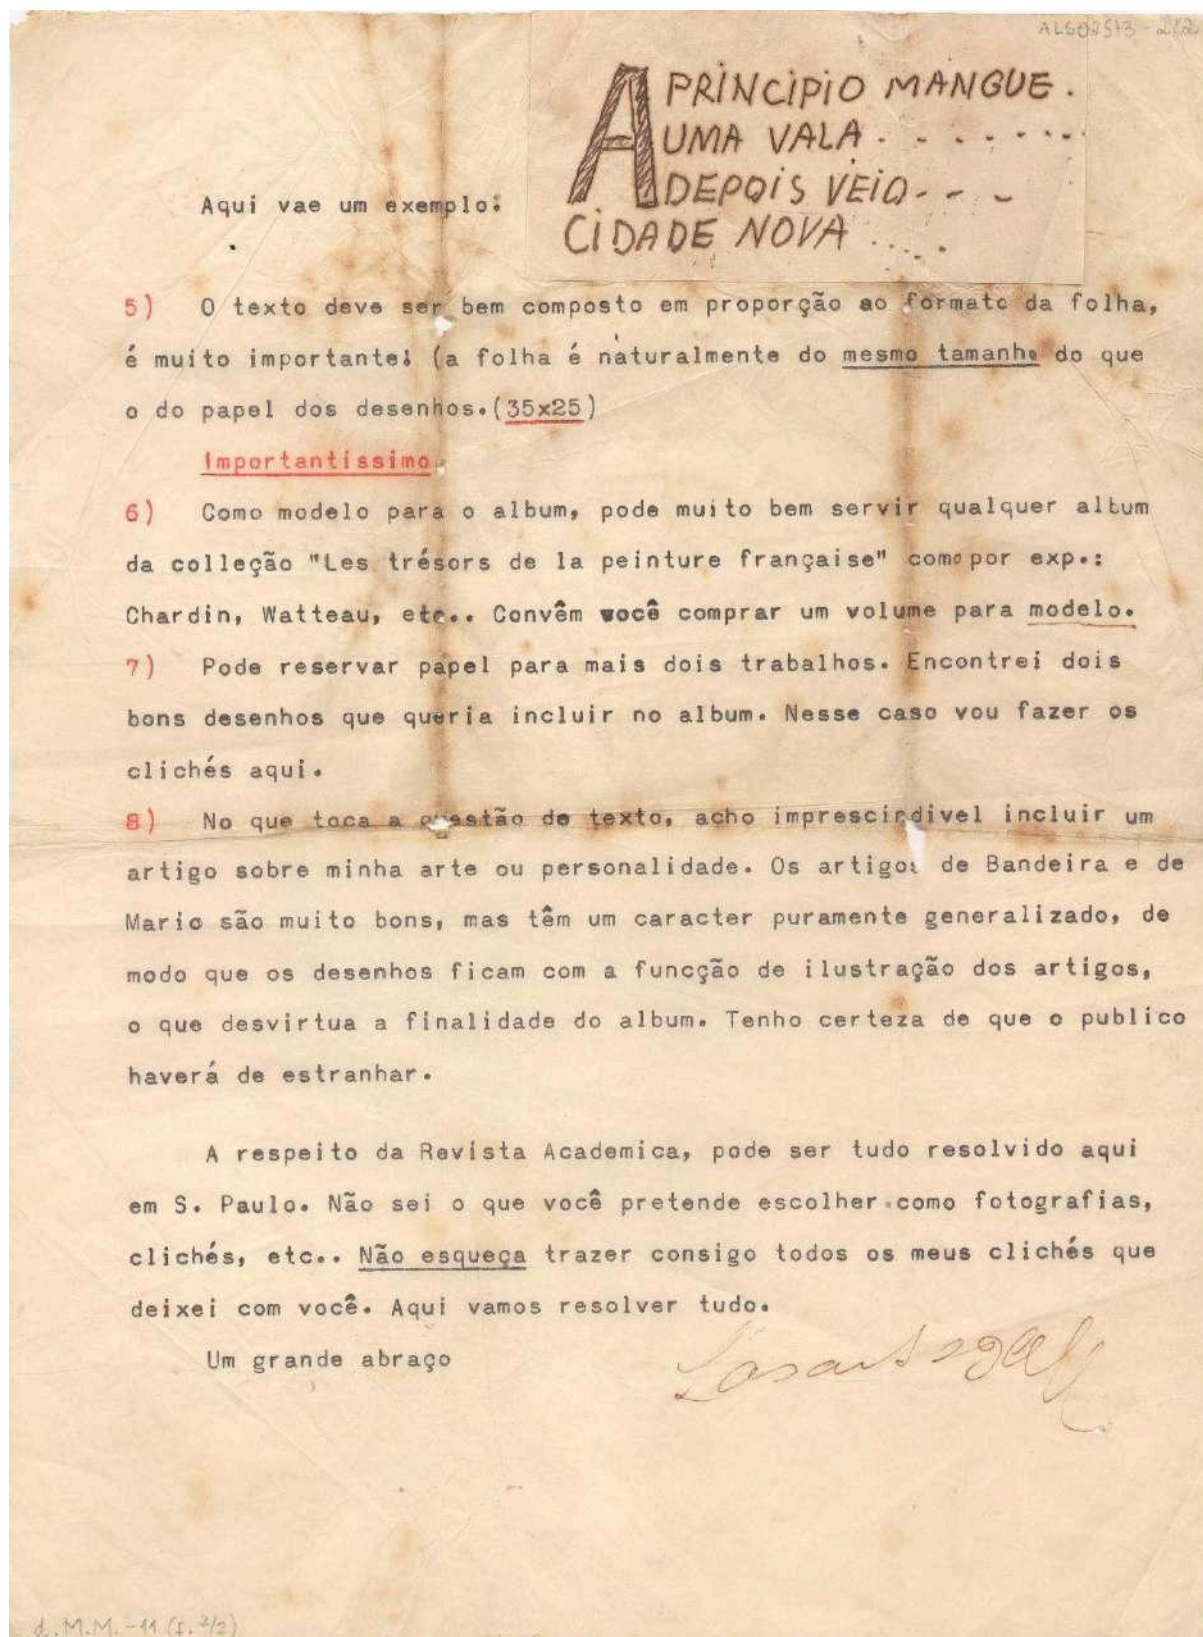 ALS02573 - 2/2
A PRINCIPIO MANGUE.
UMA VALA . - . . . . . .
DEPOIS VEIO - - -
CIDADE NOVA .....
Aqui vae um exemplo:
5) O texto deve ser bem composto em proporção ao formato da folha,
é muito importante! (a folha é naturalmente do mesmo tamanho do que
o do papel dos desenhos.(35x25)
Importantissimo.
6) Como modelo para o album, pode muito bem servir qualquer album
da colleção "Les trésors de la peinture française" como por exp.:
Chardin, Watteau, etc.. Convêm você comprar um volume para modelo.
7) Pode reservar papel para mais dois trabalhos. Encontrei dois
bons desenhos que queria incluir no album. Nesse caso vou fazer os
clichés aqui.
8) No que toca a questão de texto, acho imprescindivel incluir um
artigo sobre minha arte ou personalidade. Os artigos de Bandeira e de
Mario são muito bons, mas têm um caracter puramente generalizado, de
modo que os desenhos ficam com a funcção de ilustração dos artigos,
o que desvirtua a finalidade do album. Tenho certeza de que o publico
haverá de estranhar.
A respeito da Revista Academica, pode ser tudo resolvido aqui
em S. Paulo. Não sei o que você pretende escolher como fotografias,
clichés, etc.. Não esqueça trazer consigo todos os meus clichés que
deixei com você. Aqui vamos resolver tudo.
Um grande abraço
Lasar Segall
d.M.M.-11 (f. 2/2)